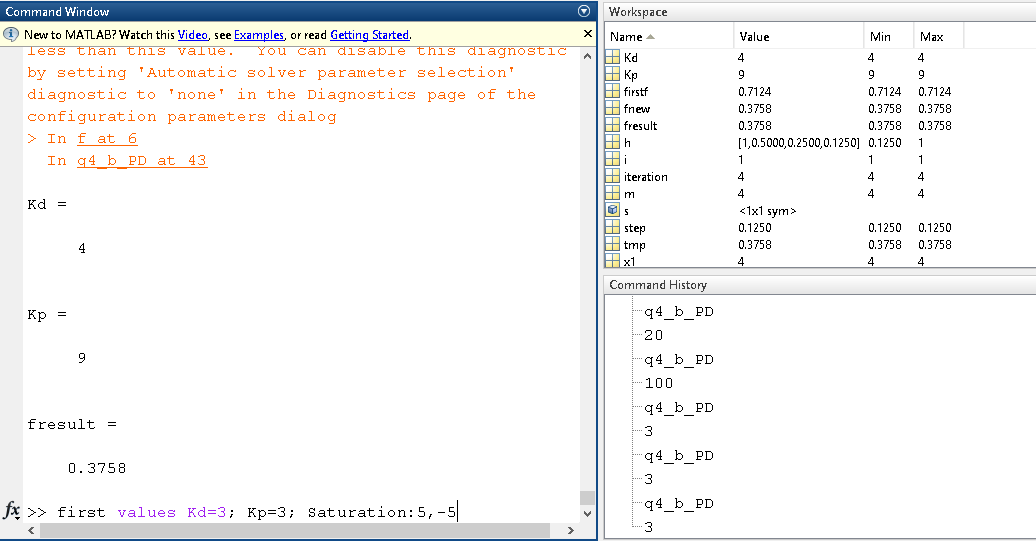 Command Window
New to MATLAB? Watch this Video, see Examples, or read Getting Started.
less than this value. You can disable this diagnostic
by setting 'Automatic solver parameter selection'
diagnostic to 'none' in the Diagnostics page of the
configuration parameters dialog
> In f at 6
In q4_b_PD at 43
Kd =
4
Kp =
9
fresult =
0.3758
fx >> first values Kd=3; Kp=3; Saturation:5,-5
Workspace
Name Value Min Max
Kd 4 4 4
Kp 9 9 9
firstf 0.7124 0.7124 0.7124
fnew 0.3758 0.3758 0.3758
fresult 0.3758 0.3758 0.3758
h [1,0.5000,0.2500,0.1250] 0.1250 1
i 1 1 1
iteration 4 4 4
m 4 4 4
s <1x1 sym>
step 0.1250 0.1250 0.1250
tmp 0.3758 0.3758 0.3758
x1 4 4 4
Command History
q4_b_PD
20
q4_b_PD
100
q4_b_PD
3
q4_b_PD
3
q4_b_PD
3